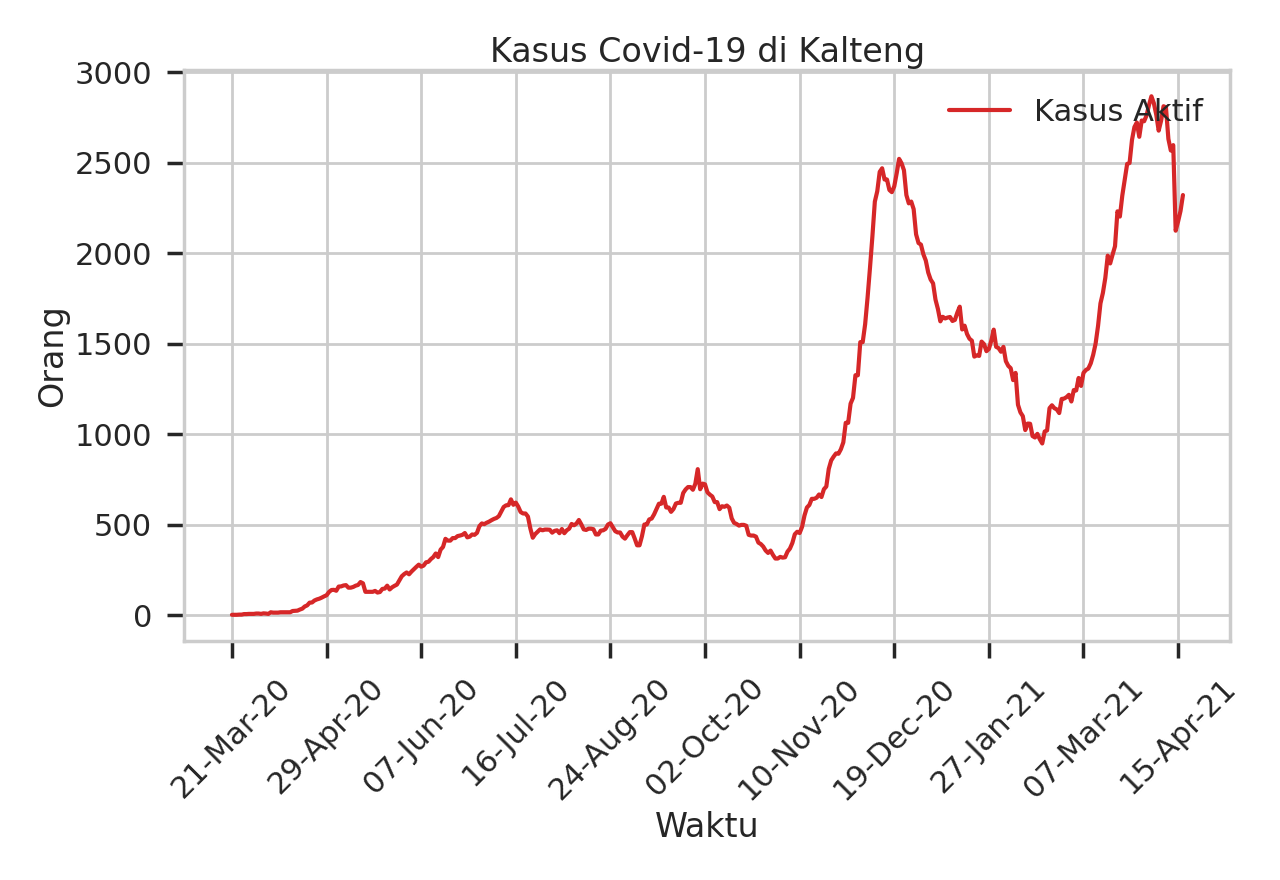 Kasus Covid-19 di Kalteng
3000
2500
2000
1500
1000
500
0
Orang
Kasus Aktif
21-Mar-20
29-Apr-20
07-Jun-20
16-Jul-20
24-Aug-20
02-Oct-20
10-Nov-20
19-Dec-20
27-Jan-21
07-Mar-21
15-Apr-21
Waktu